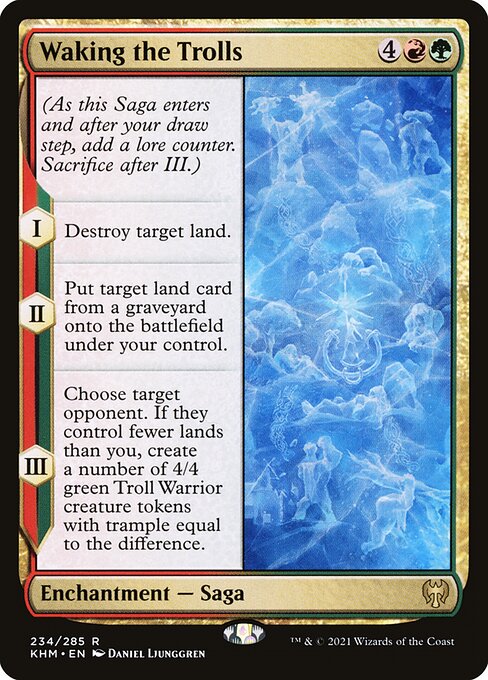 Waking the Trolls 4
(As this Saga enters
and after your draw
step, add a lore counter.
Sacrifice after III.)
I
Destroy target land.
II
Put target land card
from a graveyard
onto the battlefield
under your control.
III
Choose target
opponent. If they
control fewer lands
than you, create
a number of 4/4
green Troll Warrior
creature tokens
with trample equal
to the difference.
Enchantment — Saga
234/285 R
KHM • EN DANIEL LJUNGGREN
™ & © 2021 Wizards of the Coast